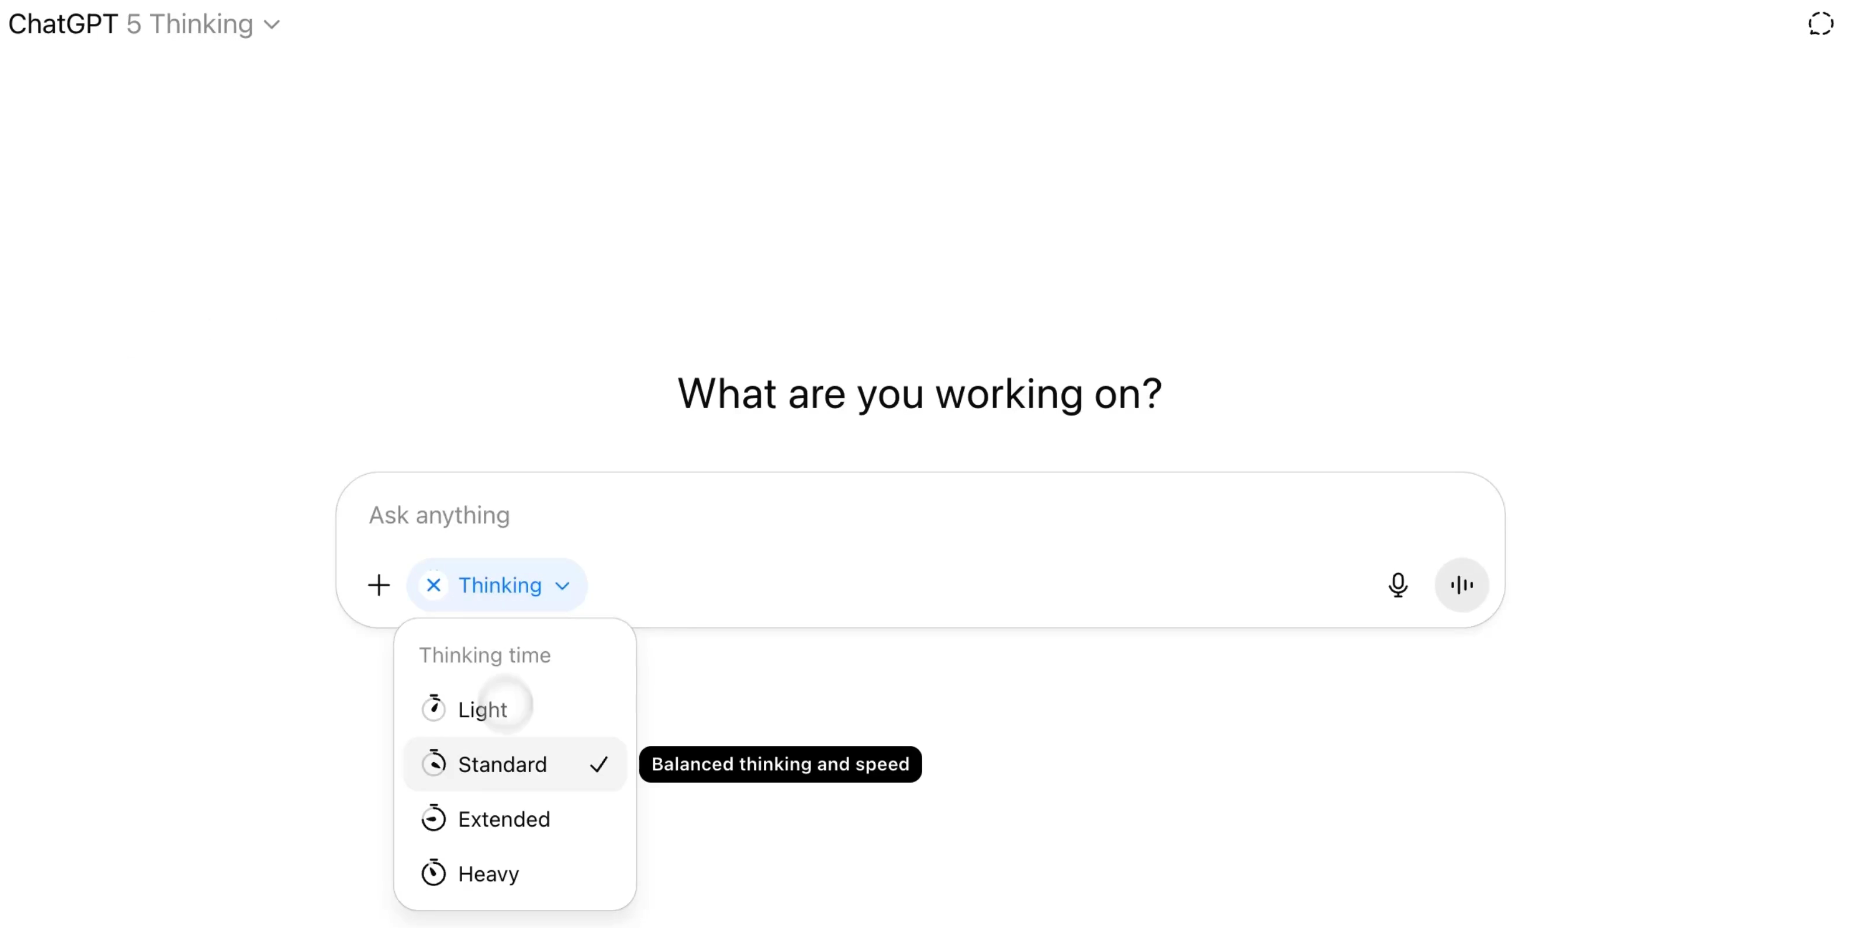 ChatGPT 5 Thinking
What are you working on?
Ask anything
Thinking
Thinking time
Light
Standard
Balanced thinking and speed
Extended
Heavy